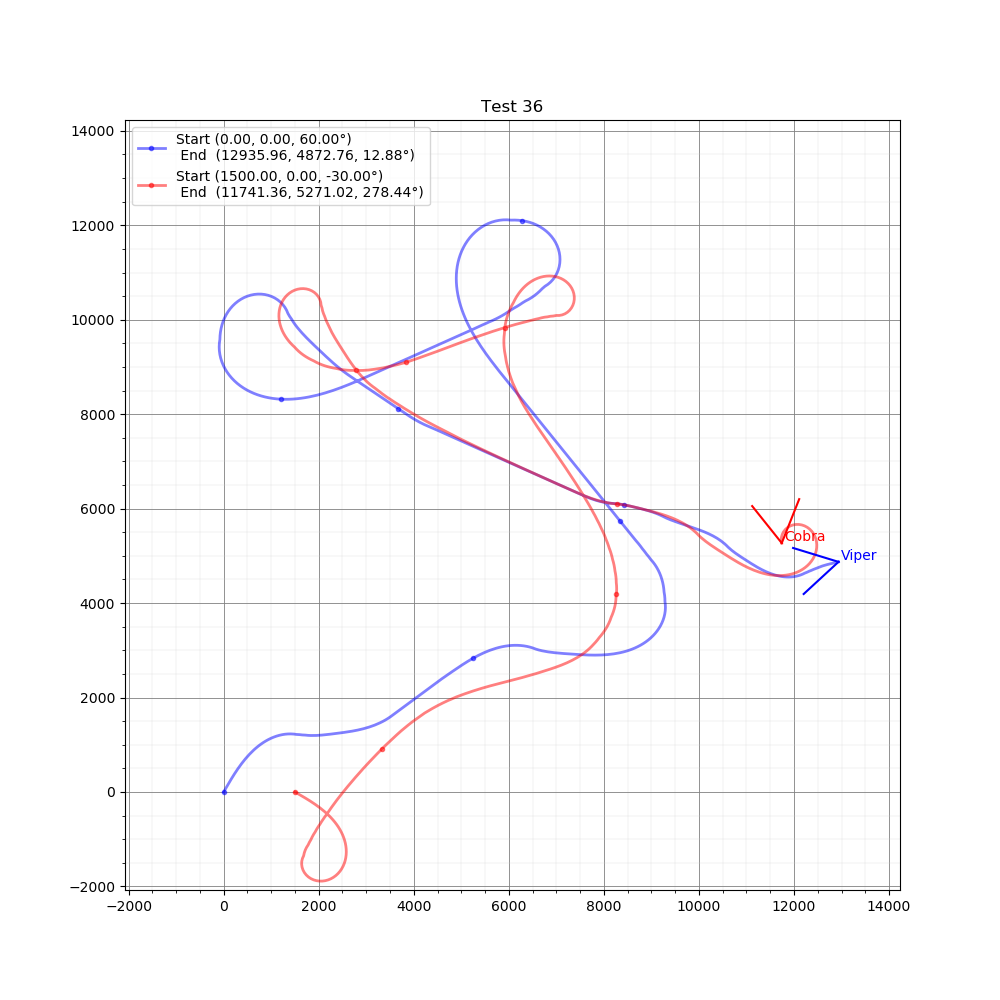 Test 36
Start (0.00, 0.00, 60.00°)
End (12935.96, 4872.76, 12.88°)
Start (1500.00, 0.00, -30.00°)
End (11741.36, 5271.02, 278.44°)
14000
12000
10000
8000
6000
4000
2000
0
−2000
Cobra
Viper
−2000 0 2000 4000 6000 8000 10000 12000 14000